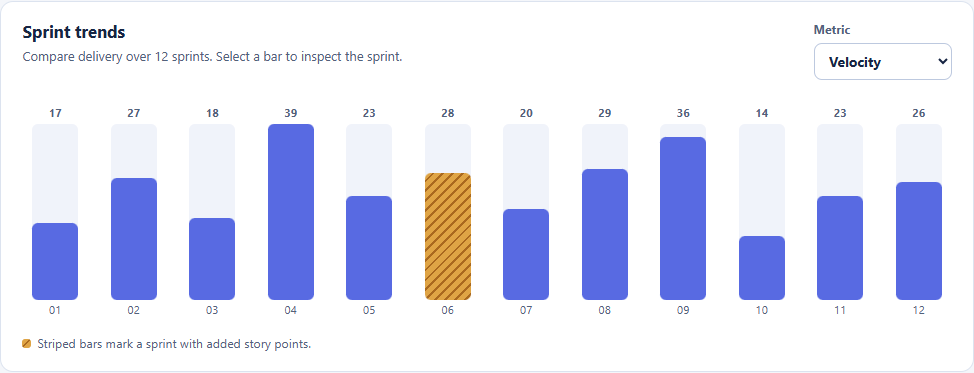 Sprint trends
Metric
Compare delivery over 12 sprints. Select a bar to inspect the sprint.
Velocity
17 27 18 39 23 28 20 29 36 14 23 26
01 02 03 04 05 06 07 08 09 10 11 12
Striped bars mark a sprint with added story points.